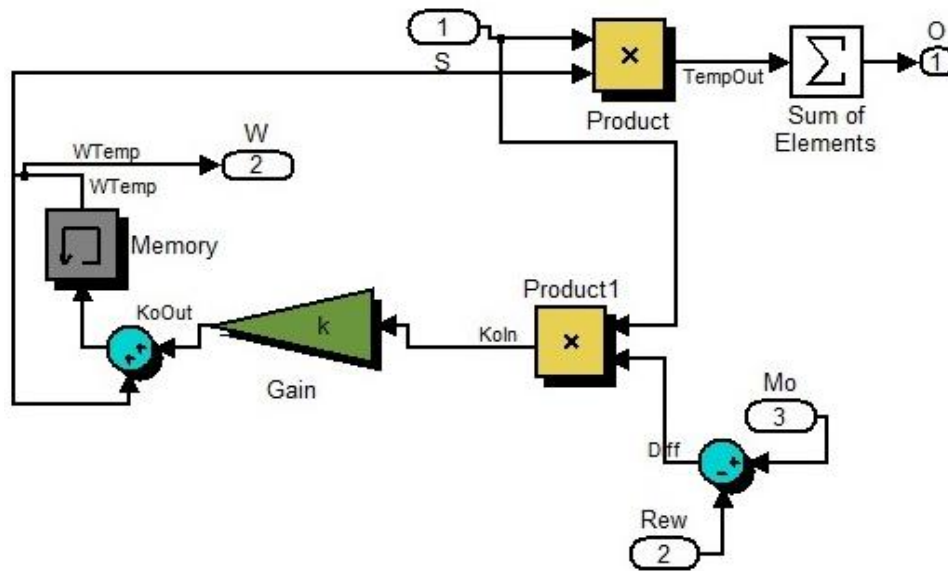 1
S
×
Product
TempOut
Σ
Sum of
Elements
O
1
W
2
WTemp
WTemp
Memory
KoOut
k
Gain
KoIn
Product1
×
Mo
3
Diff
+
−
Rew
2
+
+